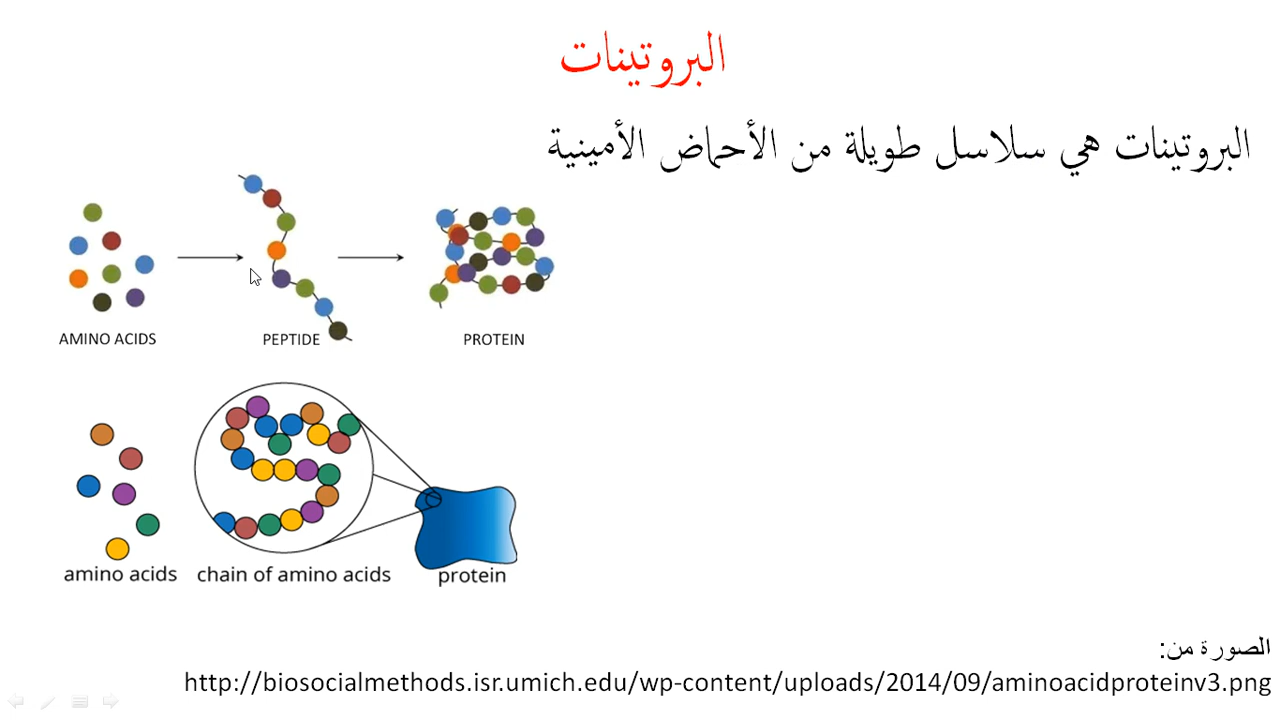 البروتينات
البروتينات هي سلاسل طويلة من الأحماض الأمينية
AMINO ACIDS
PEPTIDE
PROTEIN
amino acids
chain of amino acids
protein
الصورة من:
http://biosocialmethods.isr.umich.edu/wp-content/uploads/2014/09/aminoacidproteinv3.png